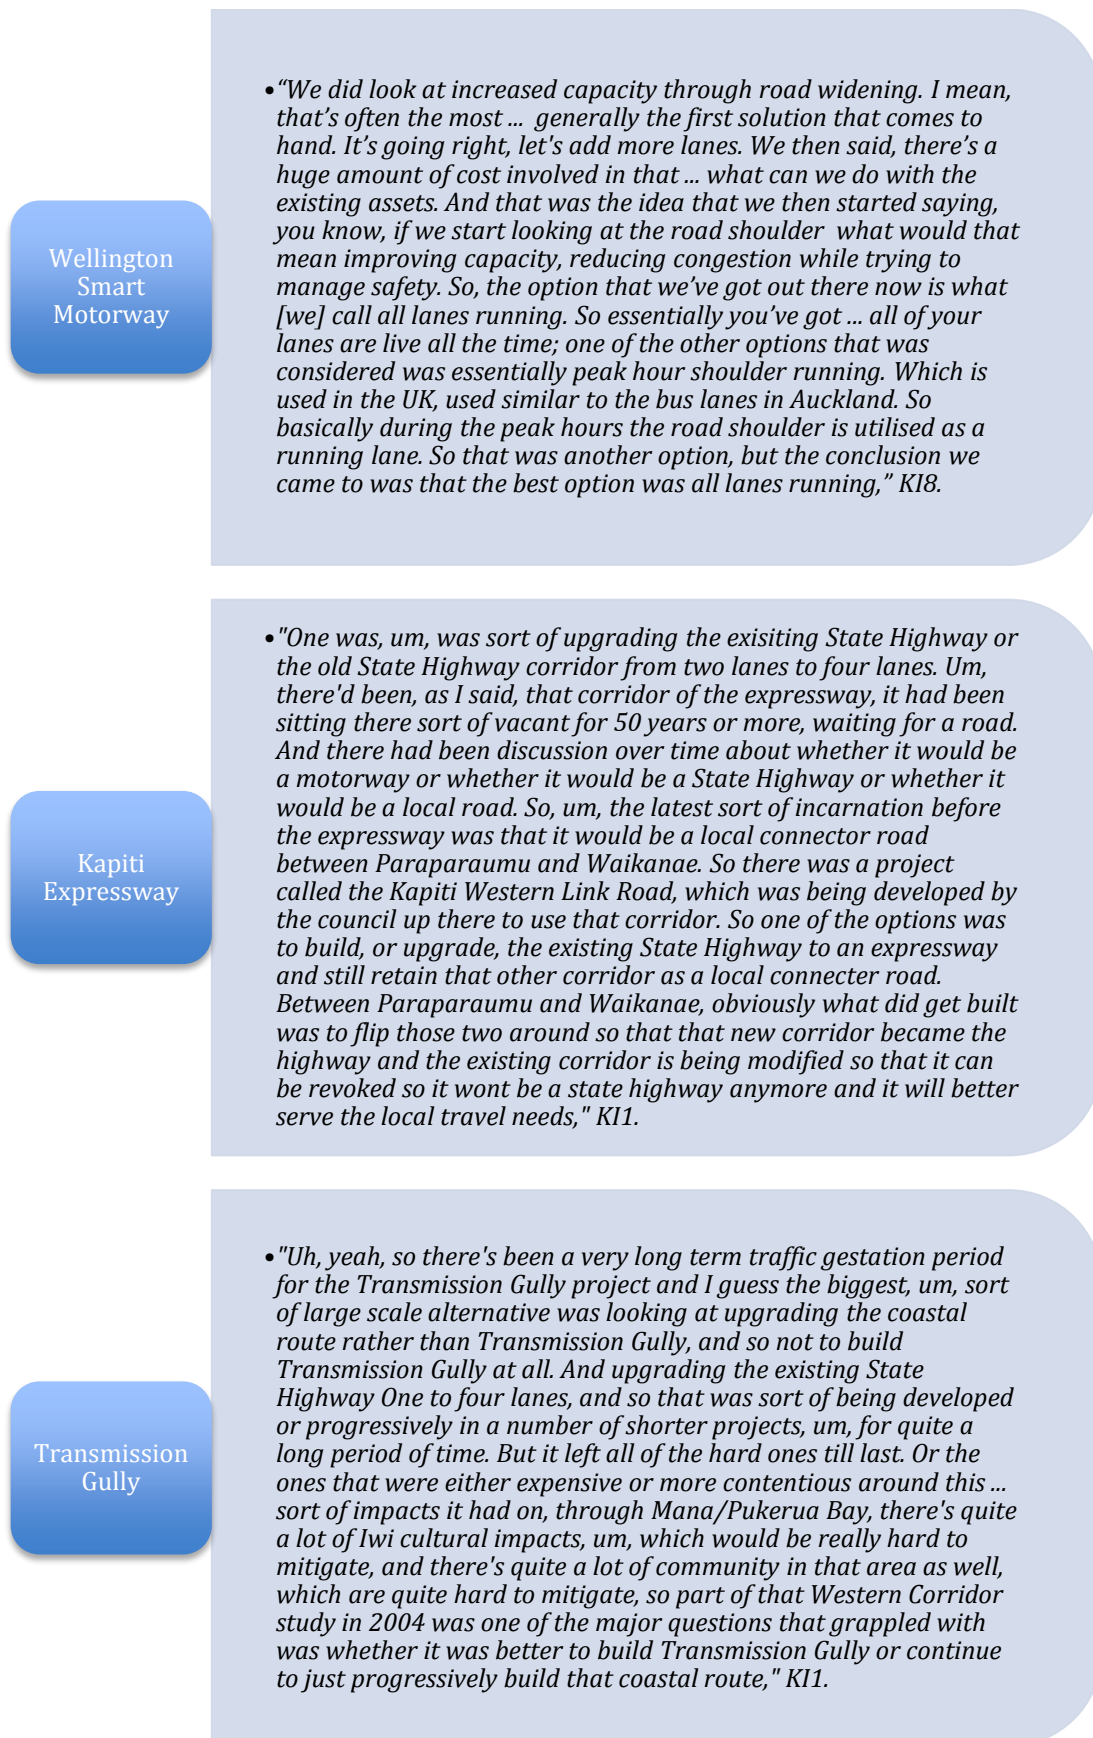 Wellington
Smart
Motorway
•“We did look at increased capacity through road widening. I mean,
that’s often the most ... generally the first solution that comes to
hand. It’s going right, let's add more lanes. We then said, there’s a
huge amount of cost involved in that ... what can we do with the
existing assets. And that was the idea that we then started saying,
you know, if we start looking at the road shoulder what would that
mean improving capacity, reducing congestion while trying to
manage safety. So, the option that we’ve got out there now is what
[we] call all lanes running. So essentially you’ve got ... all of your
lanes are live all the time; one of the other options that was
considered was essentially peak hour shoulder running. Which is
used in the UK, used similar to the bus lanes in Auckland. So
basically during the peak hours the road shoulder is utilised as a
running lane. So that was another option, but the conclusion we
came to was that the best option was all lanes running,” KI8.
Kapiti
Expressway
•"One was, um, was sort of upgrading the exisiting State Highway or
the old State Highway corridor from two lanes to four lanes. Um,
there'd been, as I said, that corridor of the expressway, it had been
sitting there sort of vacant for 50 years or more, waiting for a road.
And there had been discussion over time about whether it would be
a motorway or whether it would be a State Highway or whether it
would be a local road. So, um, the latest sort of incarnation before
the expressway was that it would be a local connector road
between Paraparaumu and Waikanae. So there was a project
called the Kapiti Western Link Road, which was being developed by
the council up there to use that corridor. So one of the options was
to build, or upgrade, the existing State Highway to an expressway
and still retain that other corridor as a local connecter road.
Between Paraparaumu and Waikanae, obviously what did get built
was to flip those two around so that that new corridor became the
highway and the existing corridor is being modified so that it can
be revoked so it wont be a state highway anymore and it will better
serve the local travel needs," KI1.
Transmission
Gully
•"Uh, yeah, so there's been a very long term traffic gestation period
for the Transmission Gully project and I guess the biggest, um, sort
of large scale alternative was looking at upgrading the coastal
route rather than Transmission Gully, and so not to build
Transmission Gully at all. And upgrading the existing State
Highway One to four lanes, and so that was sort of being developed
or progressively in a number of shorter projects, um, for quite a
long period of time. But it left all of the hard ones till last. Or the
ones that were either expensive or more contentious around this ...
sort of impacts it had on, through Mana/Pukerua Bay, there's quite
a lot of Iwi cultural impacts, um, which would be really hard to
mitigate, and there's quite a lot of community in that area as well,
which are quite hard to mitigate, so part of that Western Corridor
study in 2004 was one of the major questions that grappled with
was whether it was better to build Transmission Gully or continue
to just progressively build that coastal route," KI1.